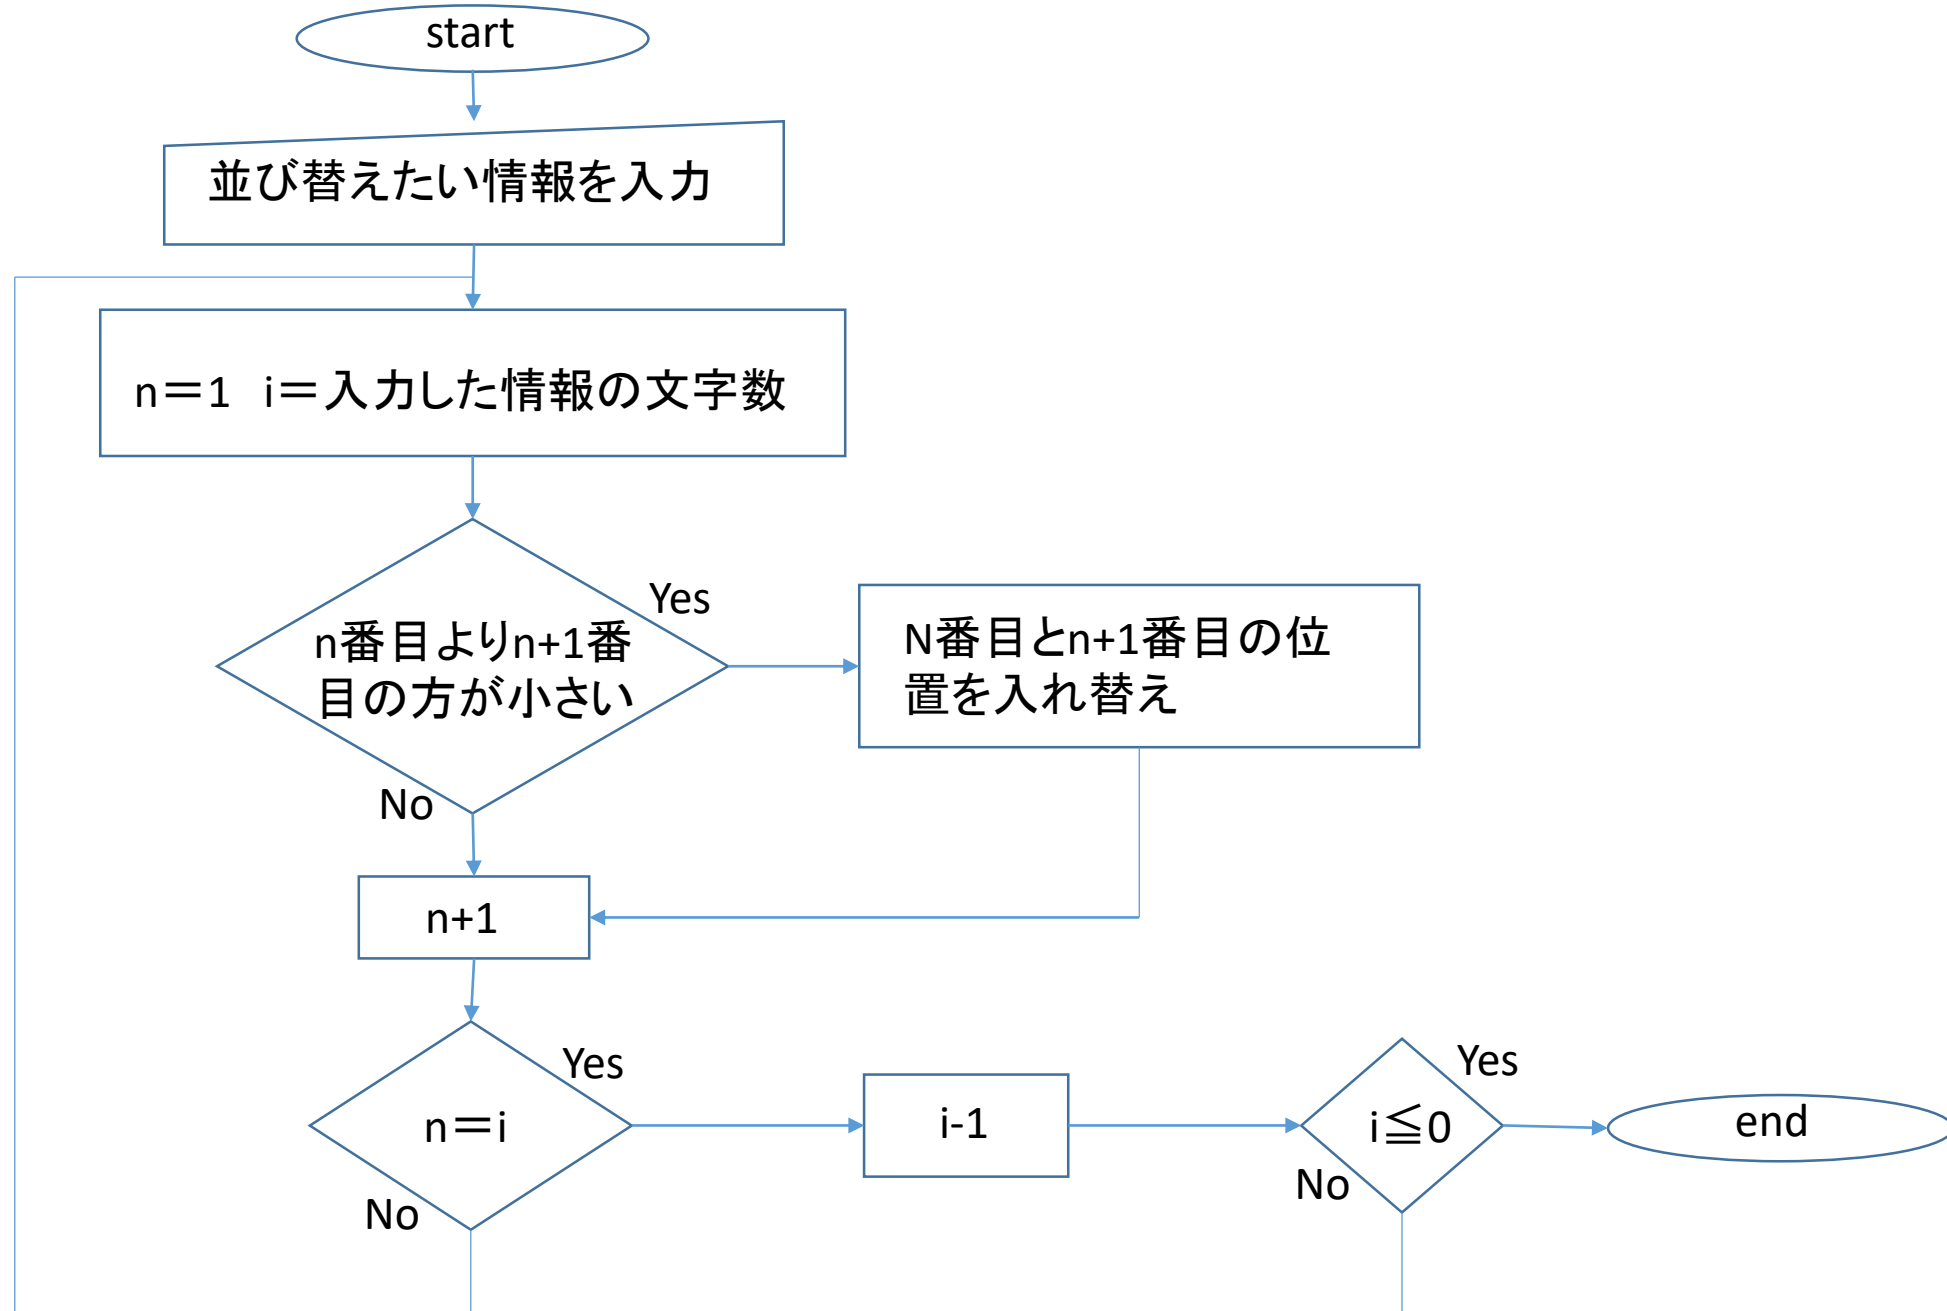 start
並び替えたい情報を入力
n＝1　i＝入力した情報の文字数
n番目よりn+1番
目の方が小さい
Yes
N番目とn+1番目の位
置を入れ替え
No
n+1
n＝i
Yes
No
i-1
i≦0
Yes
No
end